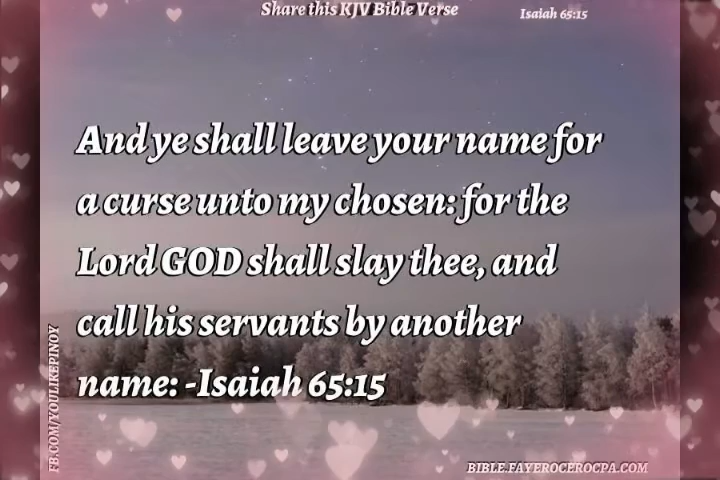 Share this KJV Bible Verse
Isaiah 65:15
And ye shall leave your name for
a curse unto my chosen: for the
Lord GOD shall slay thee, and
call his servants by another
name: -Isaiah 65:15
FB.COM/YOULIKEPINOY
BIBLE.FAYEROCEROCPA.COM